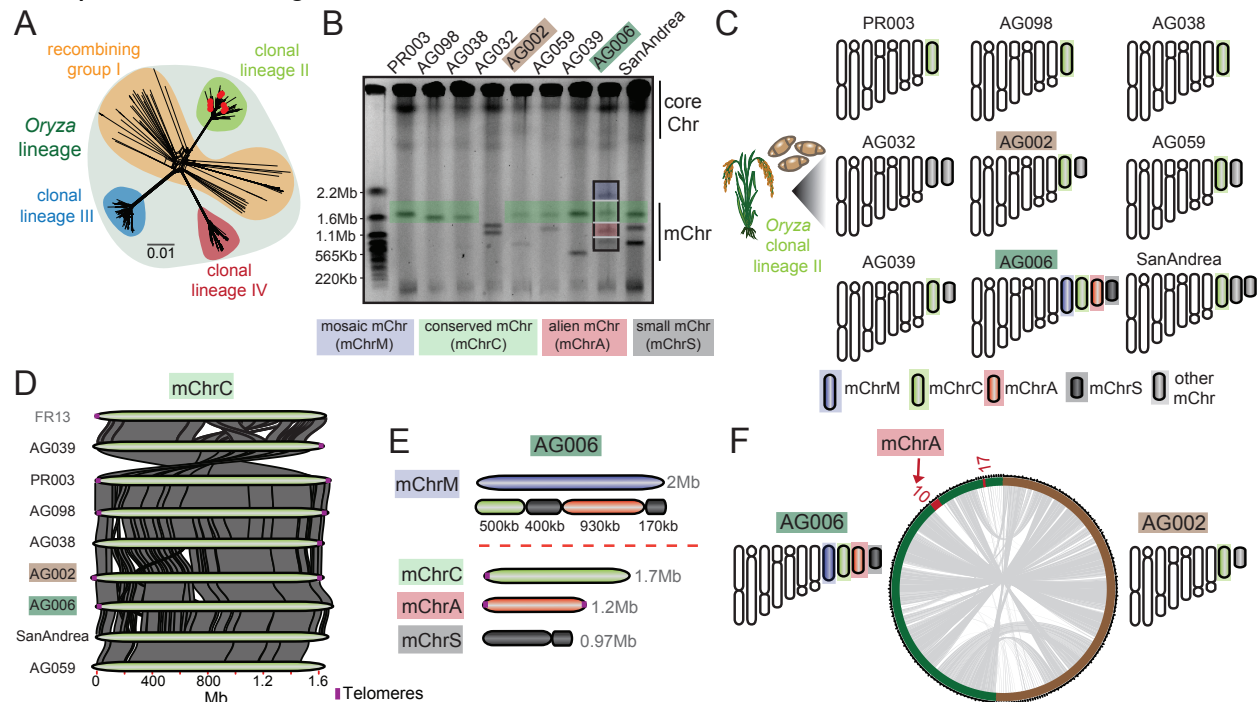 A
recombining
group I
clonal
lineage II
Oryza
lineage
clonal
lineage III
0.01
clonal
lineage IV
B
PR003
AG098
AG038
AG032
AG002
AG059
AG039
AG006
SanAndrea
core
Chr
2.2Mb
1.6Mb
1.1Mb
565Kb
220Kb
mChr
mosaic mChr
(mChrM)
conserved mChr
(mChrC)
alien mChr
(mChrA)
small mChr
(mChrS)
C
PR003
AG098
AG038
AG032
AG002
AG059
Oryza
clonal
lineage II
AG039
AG006
SanAndrea
mChrM
mChrC
mChrA
mChrS
other
mChr
D
mChrC
FR13
AG039
PR003
AG098
AG038
AG002
AG006
SanAndrea
AG059
0 400 800 1.2 1.6
Mb
Telomeres
E
AG006
mChrM
2Mb
500kb 400kb 930kb 170kb
mChrC
1.7Mb
mChrA
1.2Mb
mChrS
0.97Mb
F
mChrA
10
17
AG006
AG002